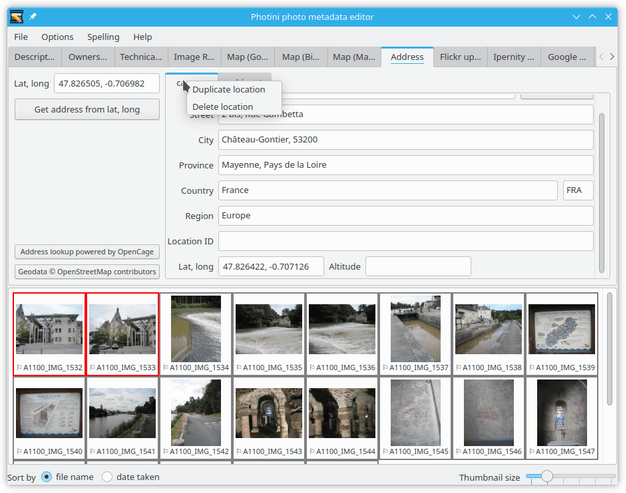 Photini photo metadata editor
File Options Spelling Help
Descript... Owners... Technica... Image R... Map (Go... Map (Bi... Map (Ma... Address Flickr up... Ipernity ... Google ...
Lat, long 47.826505, -0.706982
Duplicate location
Get address from lat, long
Delete location
Street 2 bis, Rue Gambetta
City Château-Gontier, 53200
Province Mayenne, Pays de la Loire
Country France FRA
Region Europe
Location ID
Address lookup powered by OpenCage
Geodata © OpenStreetMap contributors
Lat, long 47.826422, -0.707126 Altitude
A1100_IMG_1532 A1100_IMG_1533 A1100_IMG_1534 A1100_IMG_1535 A1100_IMG_1536 A1100_IMG_1537 A1100_IMG_1538 A1100_IMG_1539
A1100_IMG_1540 A1100_IMG_1541 A1100_IMG_1542 A1100_IMG_1543 A1100_IMG_1544 A1100_IMG_1545 A1100_IMG_1546 A1100_IMG_1547
Sort by file name date taken Thumbnail size